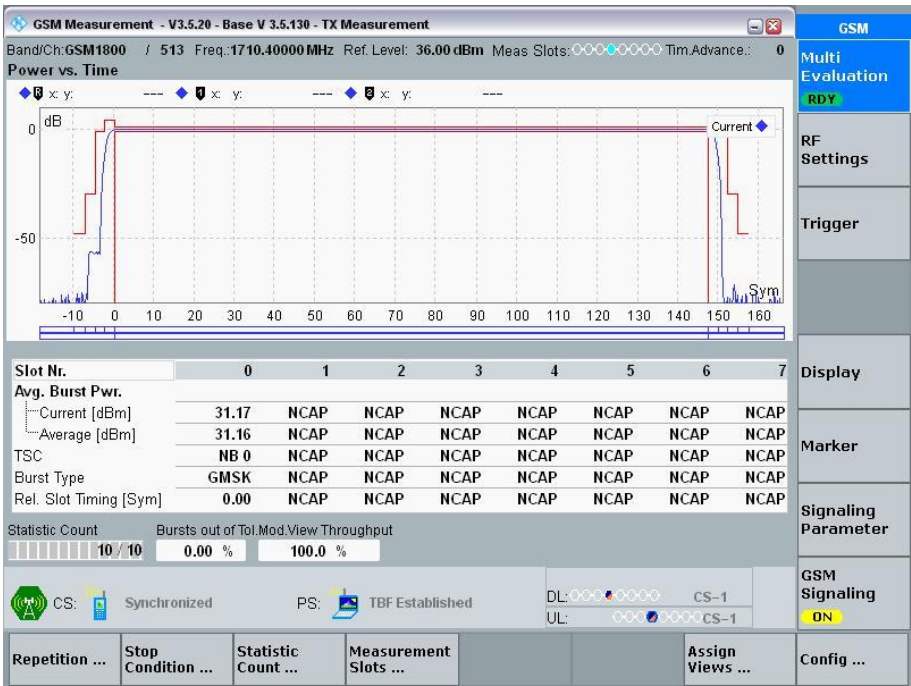 GSM Measurement - V3.5.20 - Base V 3.5.130 - TX Measurement
GSM
Band/Ch:GSM1800 / 513 Freq.:1710.40000 MHz Ref. Level: 36.00 dBm Meas Slots: Tim.Advance.: 0
Power vs. Time
Multi
Evaluation
RDY
R x: y: --- 1 x: y: --- 2 x: y: ---
dB
Current
0
-50
Sym
-10 0 10 20 30 40 50 60 70 80 90 100 110 120 130 140 150 160
RF
Settings
Trigger
Slot Nr. 0 1 2 3 4 5 6 7
Avg. Burst Pwr.
Current [dBm] 31.17 NCAP NCAP NCAP NCAP NCAP NCAP NCAP
Average [dBm] 31.16 NCAP NCAP NCAP NCAP NCAP NCAP NCAP
TSC NB 0 NCAP NCAP NCAP NCAP NCAP NCAP NCAP
Burst Type GMSK NCAP NCAP NCAP NCAP NCAP NCAP NCAP
Rel. Slot Timing [Sym] 0.00 NCAP NCAP NCAP NCAP NCAP NCAP NCAP
Display
Marker
Signaling
Parameter
Statistic Count Bursts out of Tol. Mod.View Throughput
10 / 10 0.00 % 100.0 %
CS: Synchronized PS: TBF Established
DL: CS-1
UL: CS-1
GSM
Signaling
ON
Repetition ...
Stop
Condition ...
Statistic
Count ...
Measurement
Slots ...
Assign
Views ...
Config ...